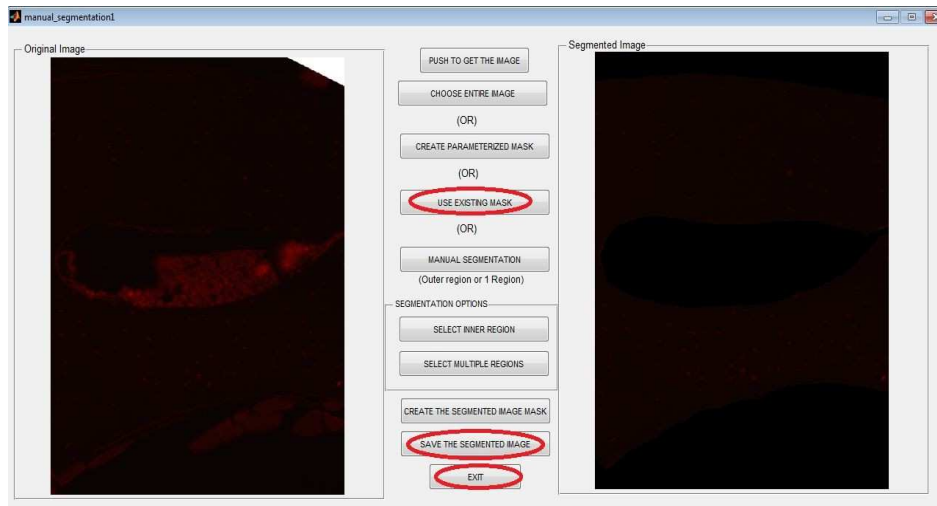 manual_segmentation1
Original Image
PUSH TO GET THE IMAGE
CHOOSE ENTIRE IMAGE
(OR)
CREATE PARAMETERIZED MASK
(OR)
USE EXISTING MASK
(OR)
MANUAL SEGMENTATION
(Outer region or 1 Region)
SEGMENTATION OPTIONS
SELECT INNER REGION
SELECT MULTIPLE REGIONS
CREATE THE SEGMENTED IMAGE MASK
SAVE THE SEGMENTED IMAGE
EXIT
Segmented Image